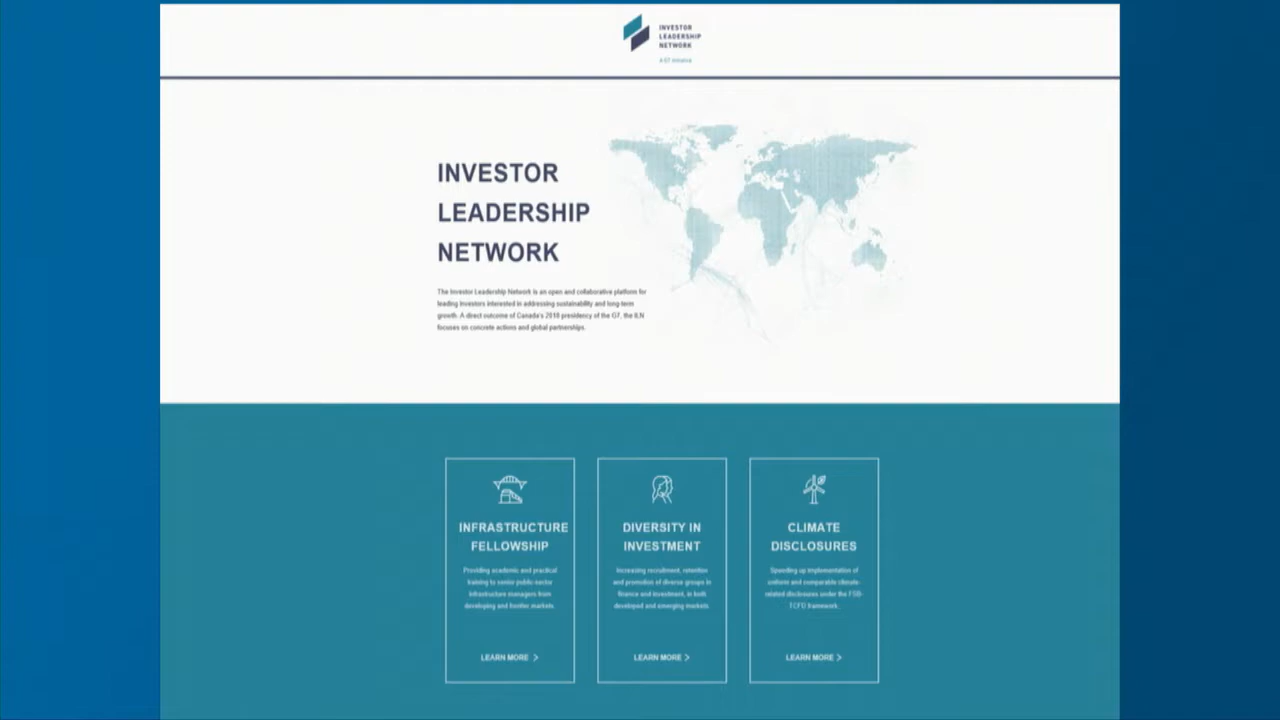 INVESTOR
LEADERSHIP
NETWORK
A G7 Initiative
INVESTOR
LEADERSHIP
NETWORK
The Investor Leadership Network is an open and collaborative platform for
leading investors interested in addressing sustainability and long-term
growth. A direct outcome of Canada's 2018 presidency of the G7, the ILN
focuses on concrete actions and global partnerships.
INFRASTRUCTURE
FELLOWSHIP
Providing academic and practical
training to senior public-sector
infrastructure managers from
developing and frontier markets.
LEARN MORE >
DIVERSITY IN
INVESTMENT
Increasing recruitment, retention
and promotion of diverse groups in
finance and investment, in both
developed and emerging markets
LEARN MORE >
CLIMATE
DISCLOSURES
Speeding up implementation of
uniform and comparable climate-
related disclosures under the FSB-
TCFD framework.
LEARN MORE >